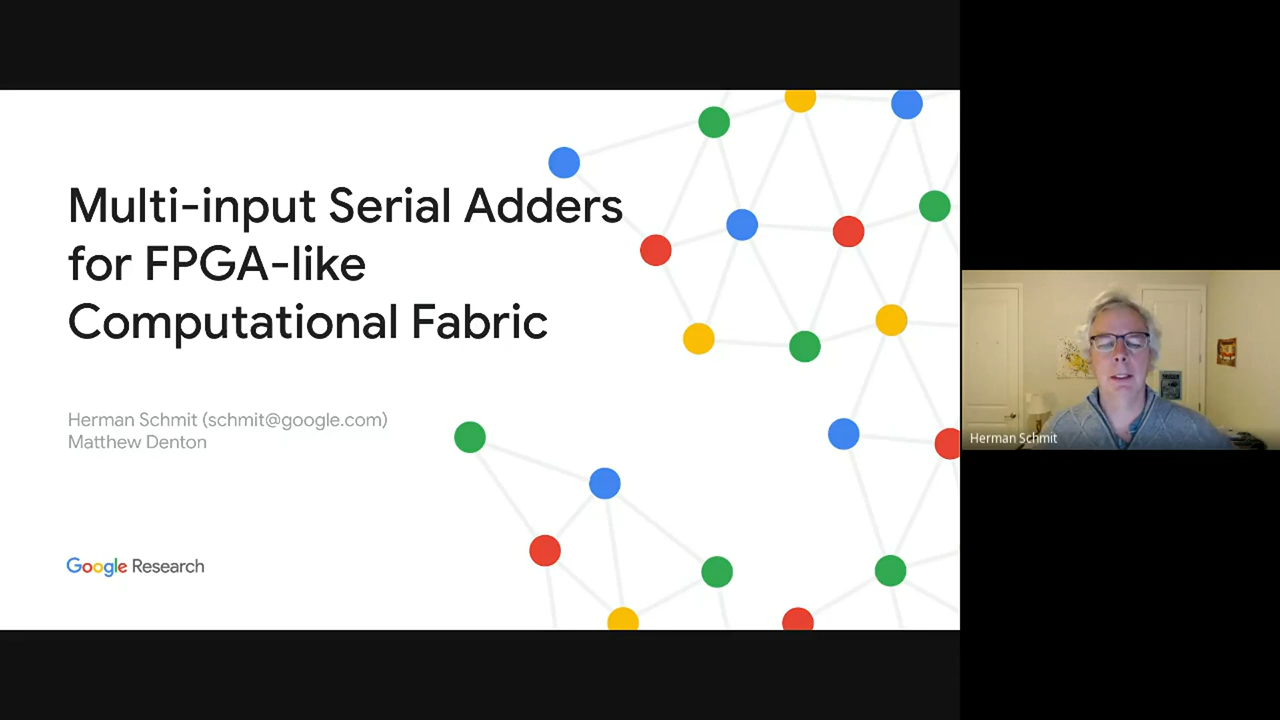 Multi-input Serial Adders
for FPGA-like
Computational Fabric
Herman Schmit (schmit@google.com)
Matthew Denton
Google Research
Herman Schmit